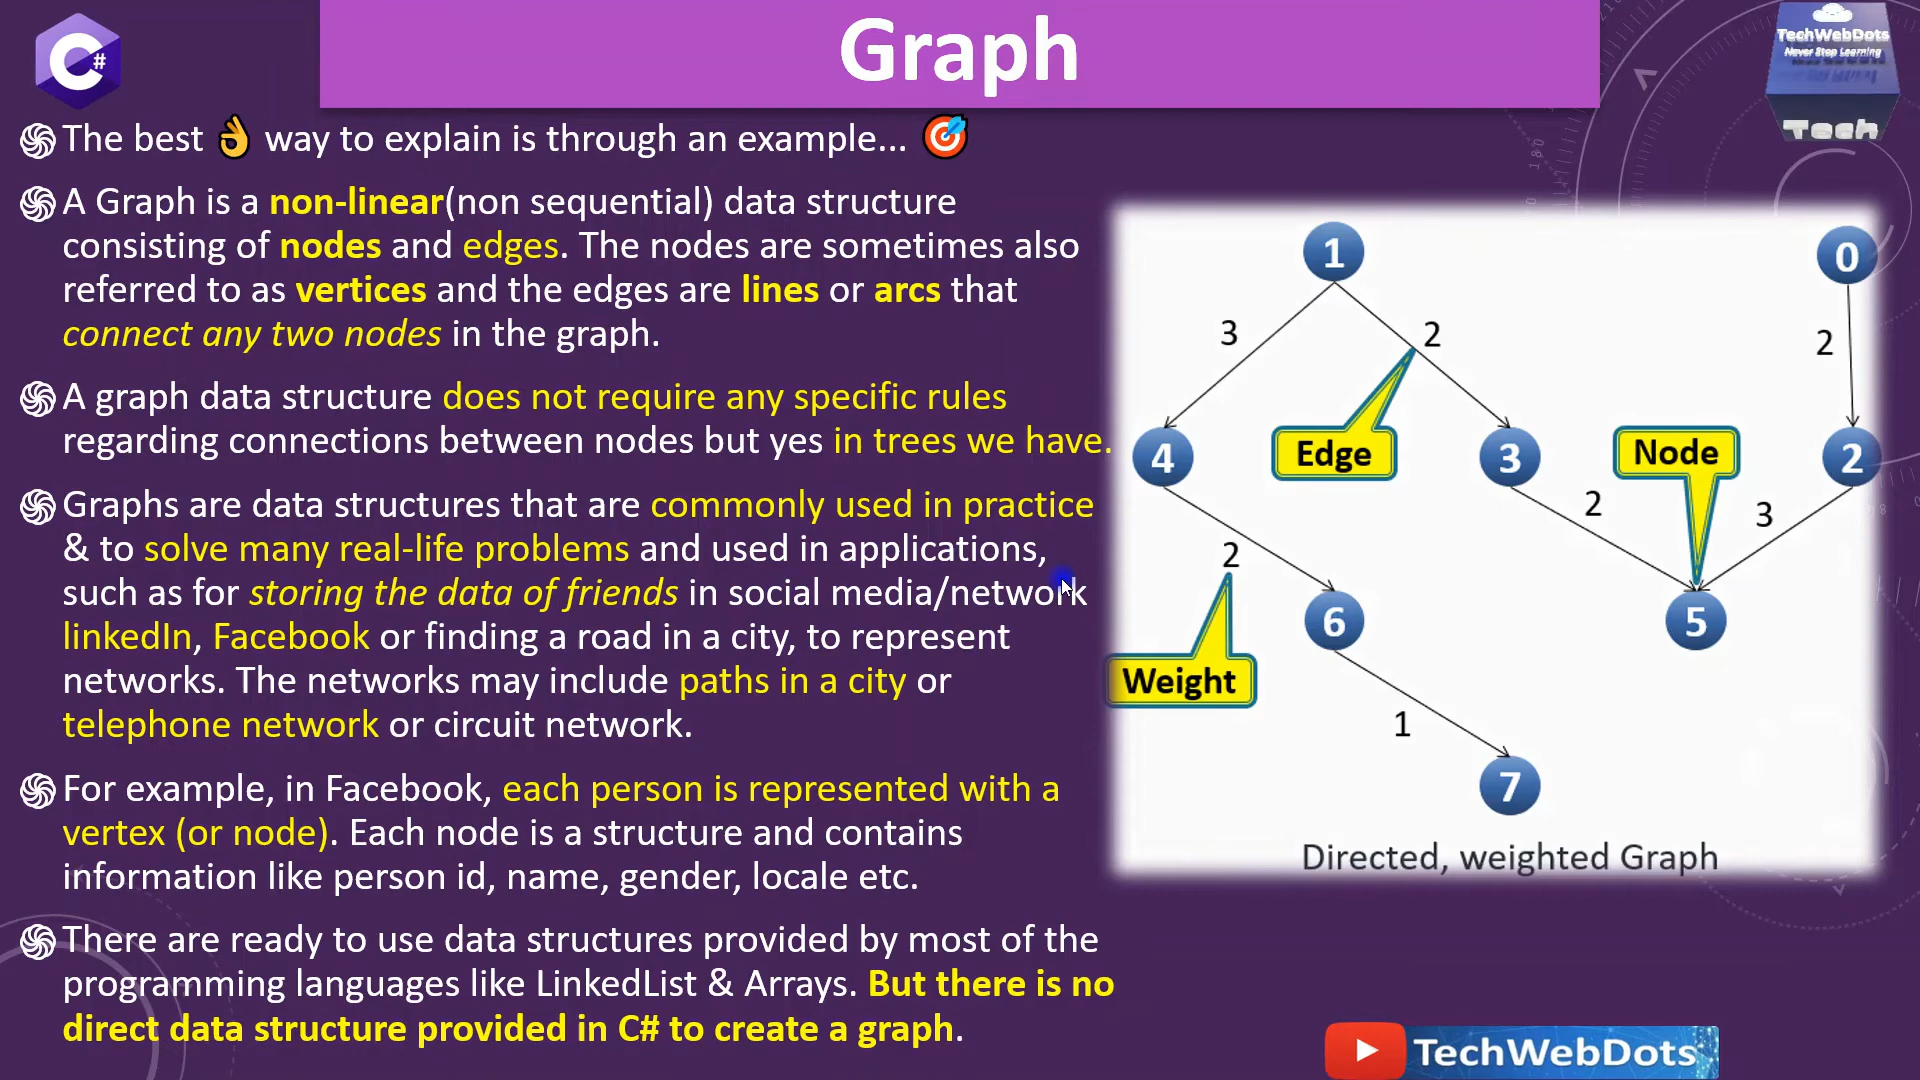 Graph
C#
TechWebDots
Never Stop Learning
Tech
The best 👌 way to explain is through an example... 🎯
A Graph is a non-linear(non sequential) data structure
consisting of nodes and edges. The nodes are sometimes also
referred to as vertices and the edges are lines or arcs that
connect any two nodes in the graph.
A graph data structure does not require any specific rules
regarding connections between nodes but yes in trees we have.
Graphs are data structures that are commonly used in practice
& to solve many real-life problems and used in applications,
such as for storing the data of friends in social media/network
linkedIn, Facebook or finding a road in a city, to represent
networks. The networks may include paths in a city or
telephone network or circuit network.
For example, in Facebook, each person is represented with a
vertex (or node). Each node is a structure and contains
information like person id, name, gender, locale etc.
There are ready to use data structures provided by most of the
programming languages like LinkedList & Arrays. But there is no
direct data structure provided in C# to create a graph.
1
0
3
2
2
4
Edge
3
Node
2
2
3
2
6
5
Weight
1
7
Directed, weighted Graph
TechWebDots